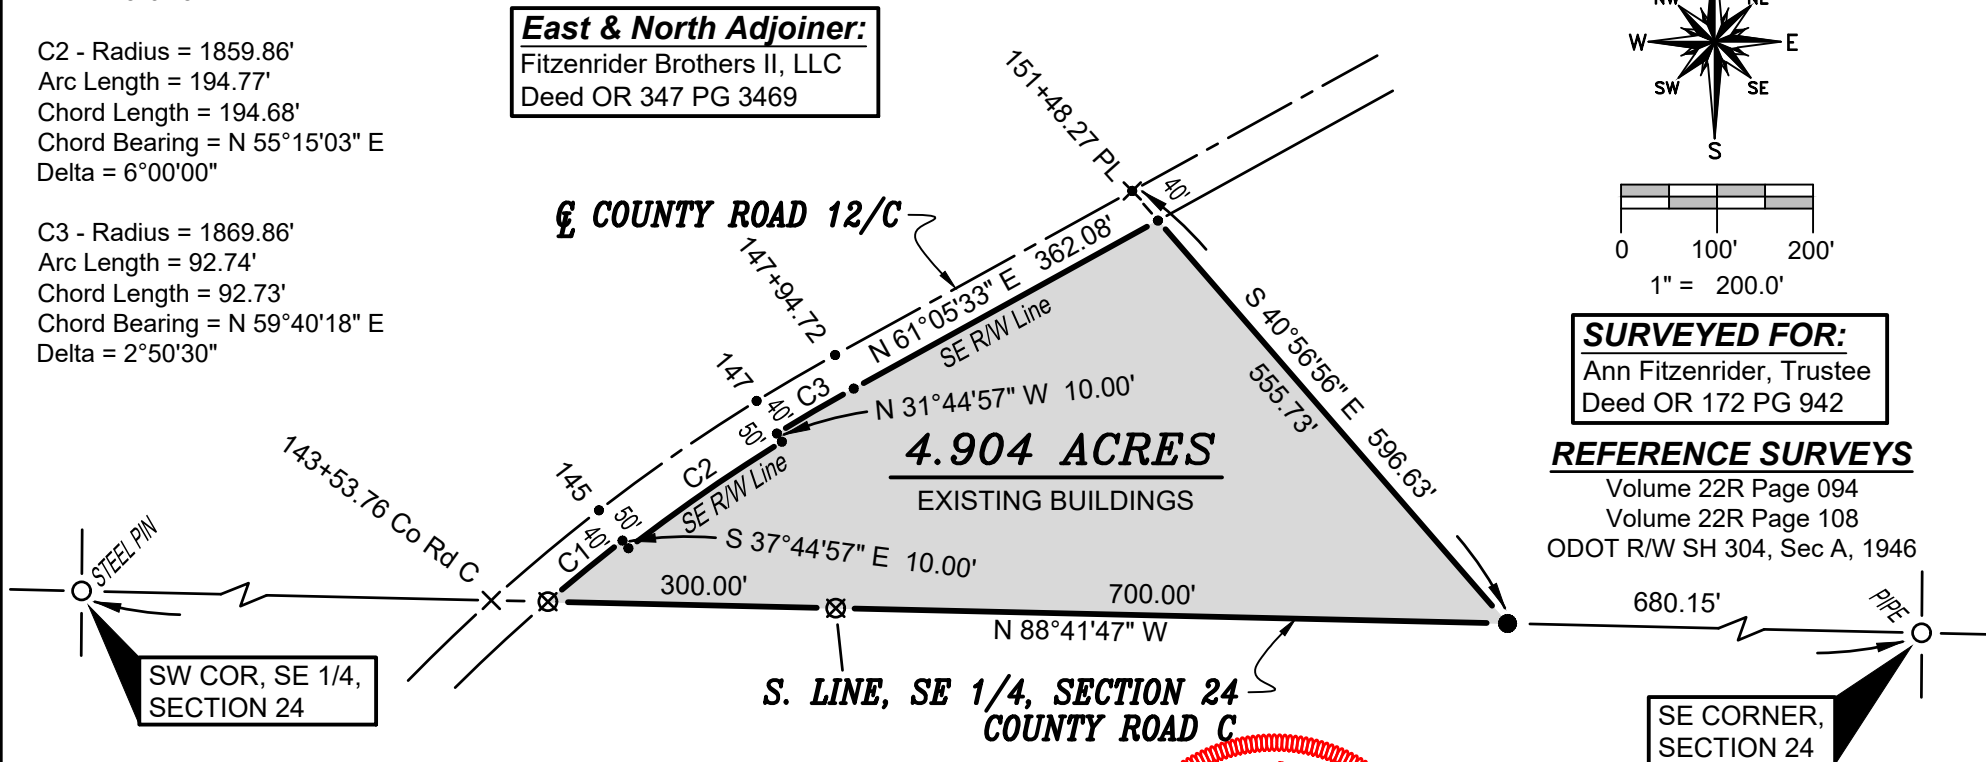 C2 - Radius = 1859.86'
Arc Length = 194.77'
Chord Length = 194.68'
Chord Bearing = N 55°15'03" E
Delta = 6°00'00"
C3 - Radius = 1869.86'
Arc Length = 92.74'
Chord Length = 92.73'
Chord Bearing = N 59°40'18" E
Delta = 2°50'30"
East & North Adjoiner:
Fitzenrider Brothers II, LLC
Deed OR 347 PG 3469
151+48.27 PL
40'
℄ COUNTY ROAD 12/C
147+94.72
N 61°05'33" E 362.08'
SE R/W Line
147
40'
50'
C3
N 31°44'57" W 10.00'
C2
SE R/W Line
145
50'
40'
C1
S 37°44'57" E 10.00'
143+53.76 Co Rd C
4.904 ACRES
EXISTING BUILDINGS
S 40°56'56" E 596.63'
555.73'
STEEL PIN
300.00'
700.00'
N 88°41'47" W
680.15'
PIPE
SW COR, SE 1/4,
SECTION 24
S. LINE, SE 1/4, SECTION 24
COUNTY ROAD C
SE CORNER,
SECTION 24
NW
NE
W
E
SW
SE
S
0 100' 200'
1" = 200.0'
SURVEYED FOR:
Ann Fitzenrider, Trustee
Deed OR 172 PG 942
REFERENCE SURVEYS
Volume 22R Page 094
Volume 22R Page 108
ODOT R/W SH 304, Sec A, 1946